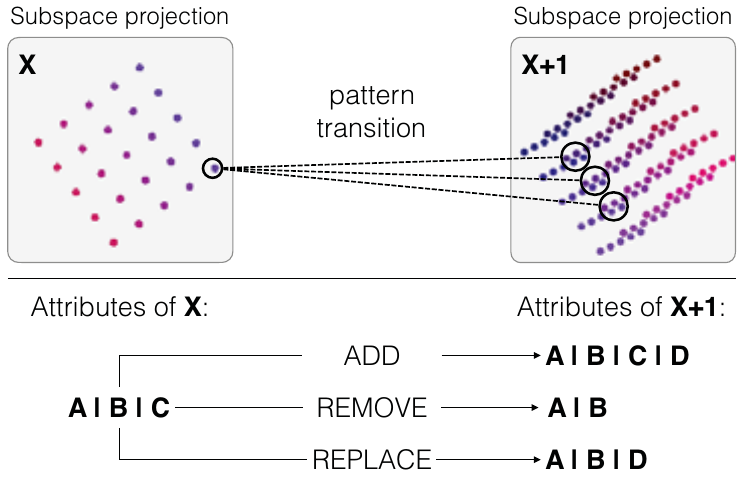 Subspace projection
Subspace projection
X
X+1
pattern
transition
Attributes of X:
Attributes of X+1:
ADD
A | B | C | D
A | B | C
REMOVE
A | B
REPLACE
A | B | D